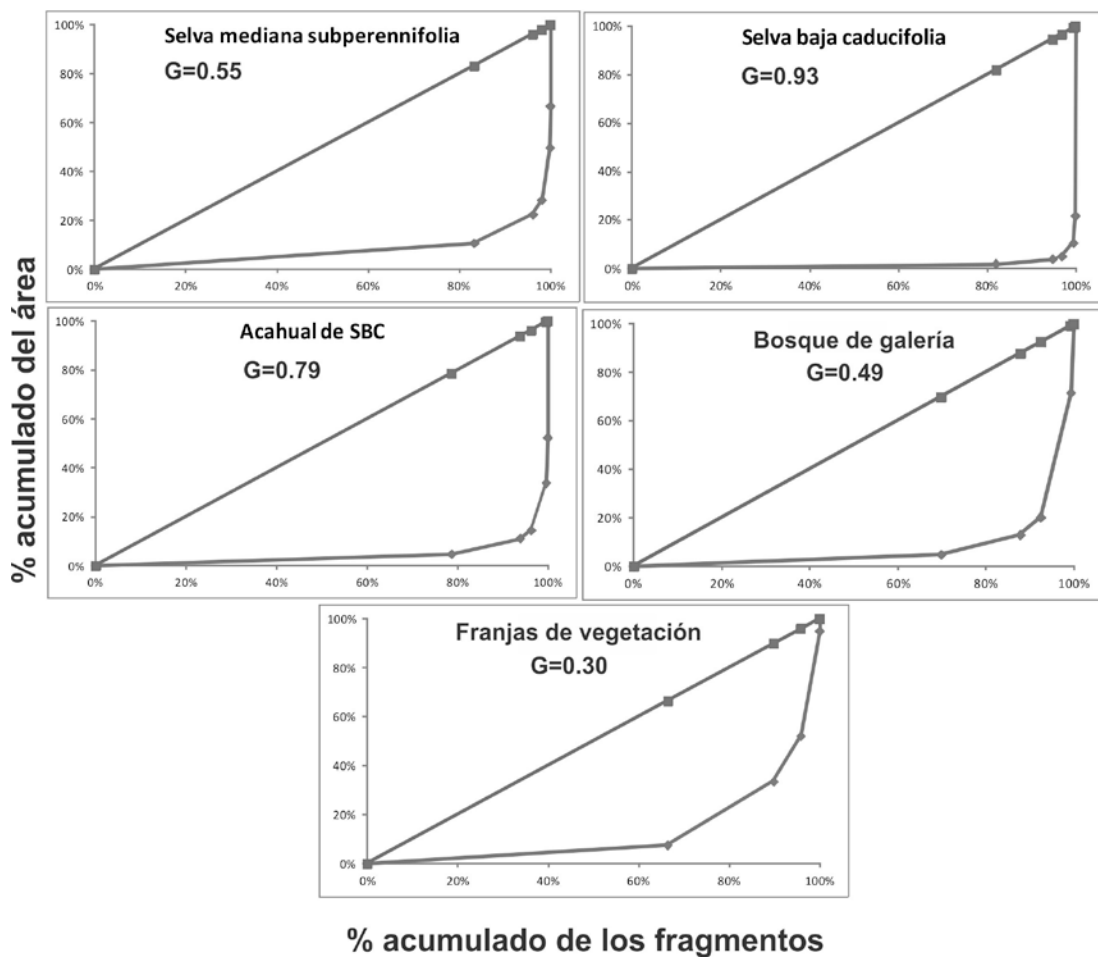 % acumulado del área
Selva mediana subperennifolia
G=0.55
100%
80%
60%
40%
20%
0%
0% 20% 40% 60% 80% 100%
Selva baja caducifolia
G=0.93
100%
80%
60%
40%
20%
0%
0% 20% 40% 60% 80% 100%
Acahual de SBC
G=0.79
100%
80%
60%
40%
20%
0%
0% 20% 40% 60% 80% 100%
Bosque de galería
G=0.49
100%
80%
60%
40%
20%
0%
0% 20% 40% 60% 80% 100%
Franjas de vegetación
G=0.30
100%
80%
60%
40%
20%
0%
0% 20% 40% 60% 80% 100%
% acumulado de los fragmentos